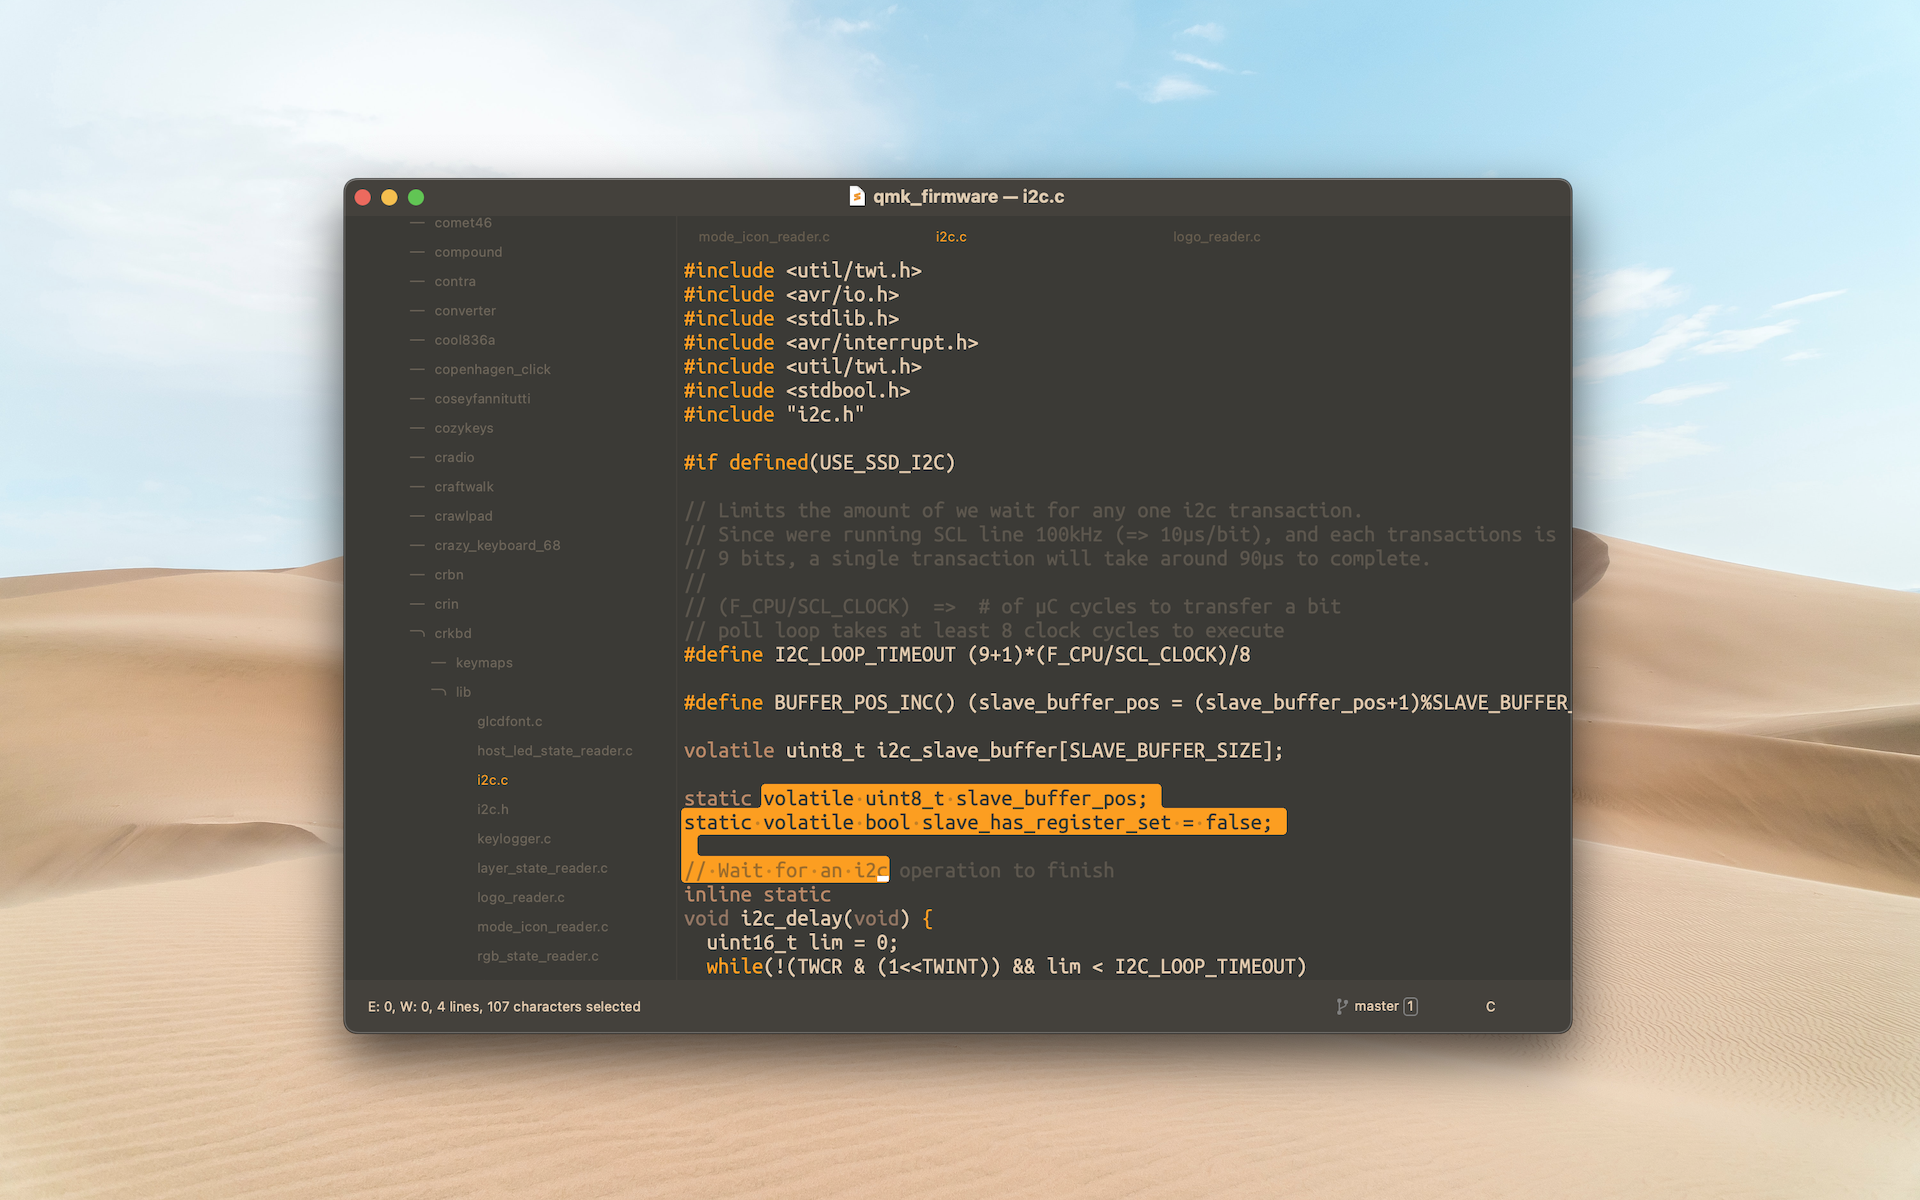 qmk_firmware — i2c.c
comet46
compound
contra
converter
cool836a
copenhagen_click
coseyfannitutti
cozykeys
cradio
craftwalk
crawlpad
crazy_keyboard_68
crbn
crin
crkbd
keymaps
lib
glcdfont.c
host_led_state_reader.c
i2c.c
i2c.h
keylogger.c
layer_state_reader.c
logo_reader.c
mode_icon_reader.c
rgb_state_reader.c
mode_icon_reader.c i2c.c logo_reader.c
#include <util/twi.h>
#include <avr/io.h>
#include <stdlib.h>
#include <avr/interrupt.h>
#include <util/twi.h>
#include <stdbool.h>
#include "i2c.h"
#if defined(USE_SSD_I2C)
// Limits the amount of we wait for any one i2c transaction.
// Since were running SCL line 100kHz (=> 10μs/bit), and each transactions is
// 9 bits, a single transaction will take around 90μs to complete.
//
// (F_CPU/SCL_CLOCK)  =>  # of μC cycles to transfer a bit
// poll loop takes at least 8 clock cycles to execute
#define I2C_LOOP_TIMEOUT (9+1)*(F_CPU/SCL_CLOCK)/8
#define BUFFER_POS_INC() (slave_buffer_pos = (slave_buffer_pos+1)%SLAVE_BUFFER_
volatile uint8_t i2c_slave_buffer[SLAVE_BUFFER_SIZE];
static volatile uint8_t slave_buffer_pos;
static volatile bool slave_has_register_set = false;
// Wait for an i2c operation to finish
inline static
void i2c_delay(void) {
  uint16_t lim = 0;
  while(!(TWCR & (1<<TWINT)) && lim < I2C_LOOP_TIMEOUT)
E: 0, W: 0, 4 lines, 107 characters selected
master 1
C